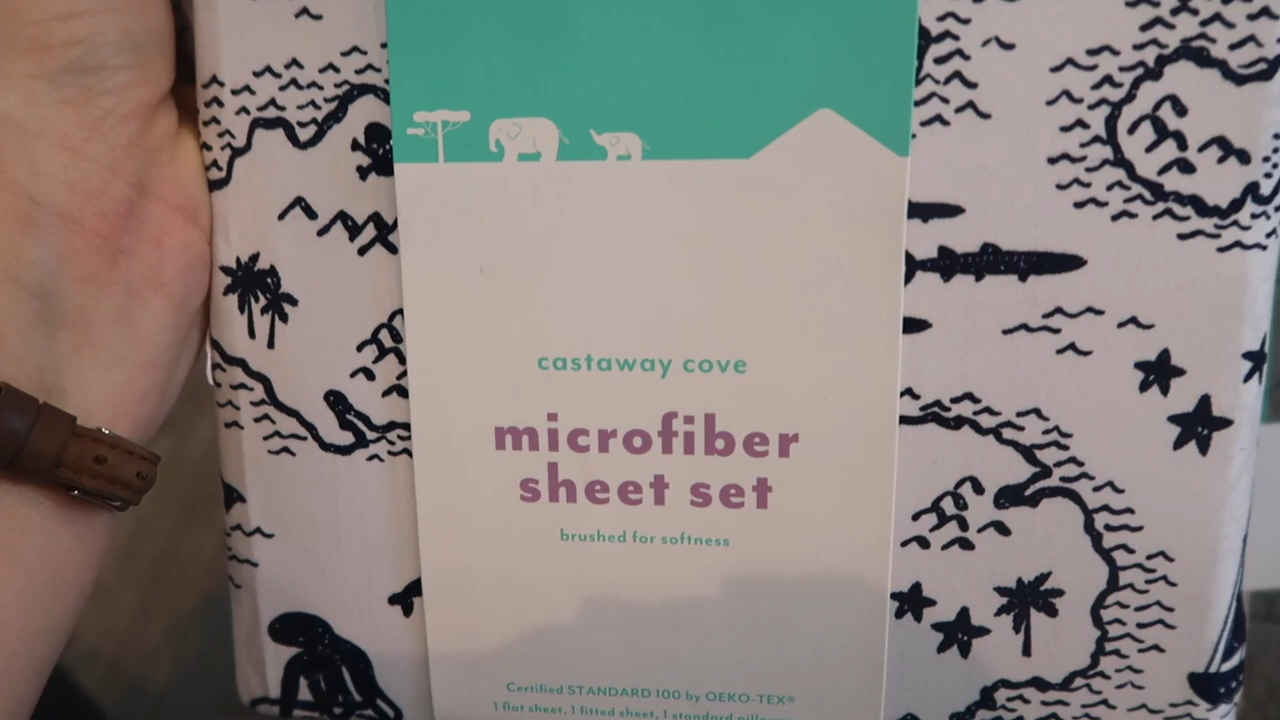 castaway cove
microfiber
sheet set
brushed for softness
Certified STANDARD 100 by OEKO-TEX®
1 flat sheet, 1 fitted sheet, 1 standard